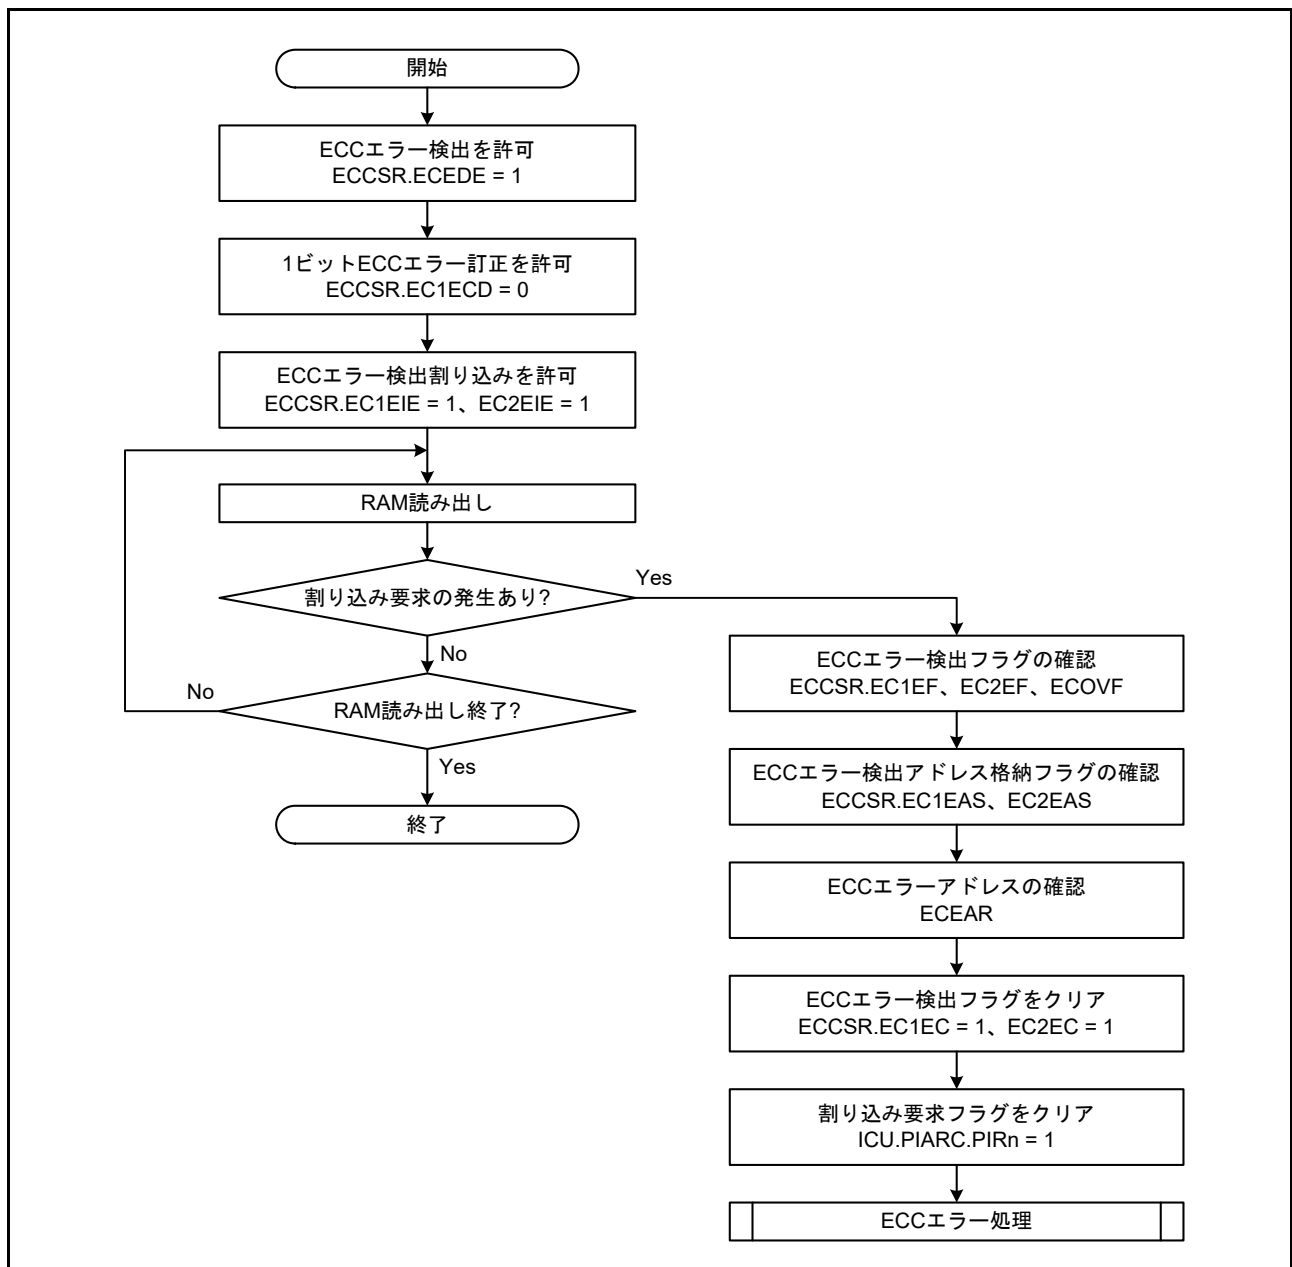 開始
ECCエラー検出を許可
ECCSR.ECEDE = 1
1ビットECCエラー訂正を許可
ECCSR.EC1ECD = 0
ECCエラー検出割り込みを許可
ECCSR.EC1EIE = 1、EC2EIE = 1
RAM読み出し
割り込み要求の発生あり?
Yes
No
RAM読み出し終了?
No
Yes
終了
ECCエラー検出フラグの確認
ECCSR.EC1EF、EC2EF、ECOVF
ECCエラー検出アドレス格納フラグの確認
ECCSR.EC1EAS、EC2EAS
ECCエラーアドレスの確認
ECEAR
ECCエラー検出フラグをクリア
ECCSR.EC1EC = 1、EC2EC = 1
割り込み要求フラグをクリア
ICU.PIARC.PIRn = 1
ECCエラー処理